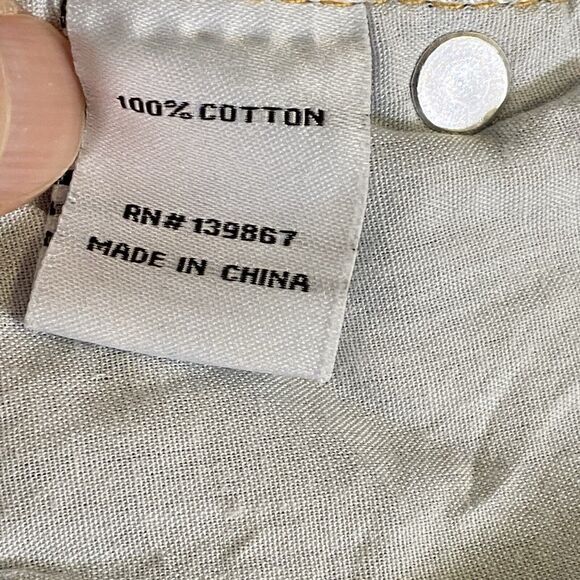 100% COTTON
RN# 139867
MADE IN CHINA